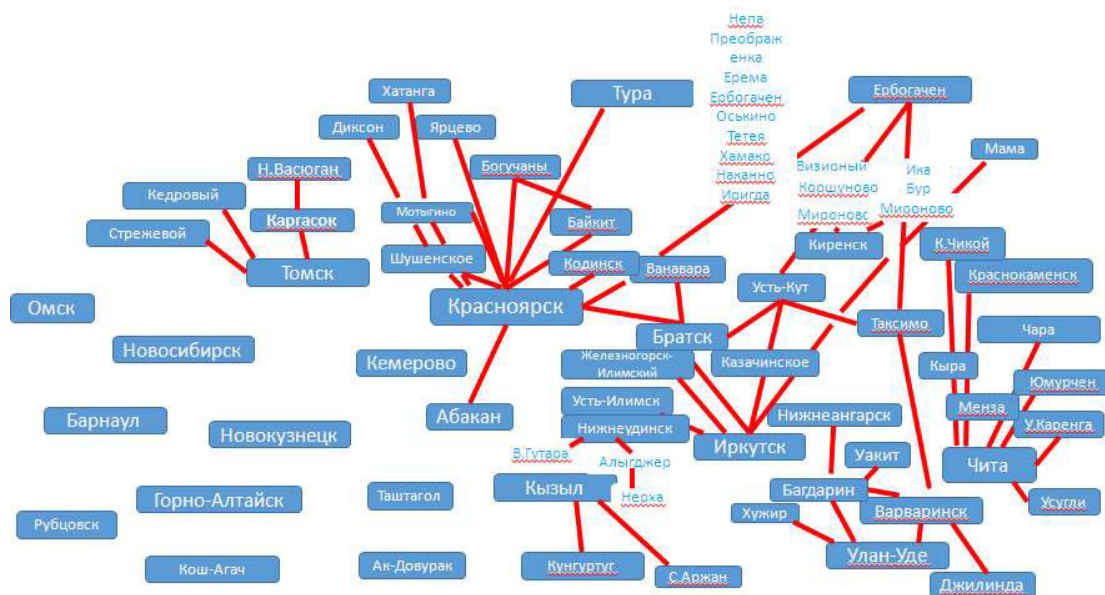 Непа
Преображ
енка
Ерема
Ербогачен
Оськино
Тетея
Хамако
Наканно
Иригда
Хатанга
Тура
Ербогачен
Диксон
Ярцево
Мама
Н.Васюган
Богучаны
Визионый
Ика
Кедровый
Коршуново
Бур
Каргасок
Мотыгино
Байкит
Мироново
Мироново
Стрежевой
Киренск
К.Чикой
Шушенское
Кодинск
Ванавара
Томск
Усть-Кут
Краснокаменск
Омск
Красноярск
Таксимо
Чара
Новосибирск
Братск
Кемерово
Железногорск-
Илимский
Казачинское
Кыра
Юмурчен
Барнаул
Абакан
Усть-Илимск
Нижнеангарск
Менза
Новокузнецк
Нижнеудинск
У.Каренга
Иркутск
В.Гутара
Алыгджер
Уакит
Чита
Горно-Алтайск
Таштагол
Кызыл
Нерха
Багдарин
Усугли
Рубцовск
Хужир
Варваринск
Кош-Агач
Ак-Довурак
Кунгуртуг
С.Аржан
Улан-Уде
Джилинда